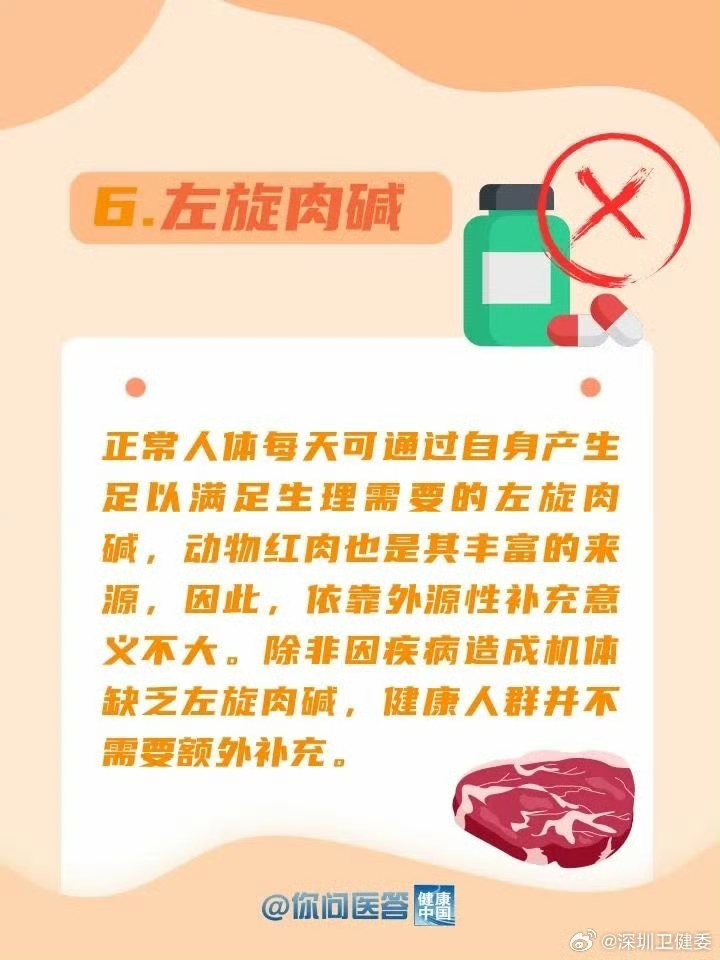 6.左旋肉碱
正常人体每天可通过自身产生
足以满足生理需要的左旋肉
碱，动物红肉也是其丰富的来
源，因此，依靠外源性补充意
义不大。除非因疾病造成机体
缺乏左旋肉碱，健康人群并不
需要额外补充。
@你问医答
健康
中国
@深圳卫健委